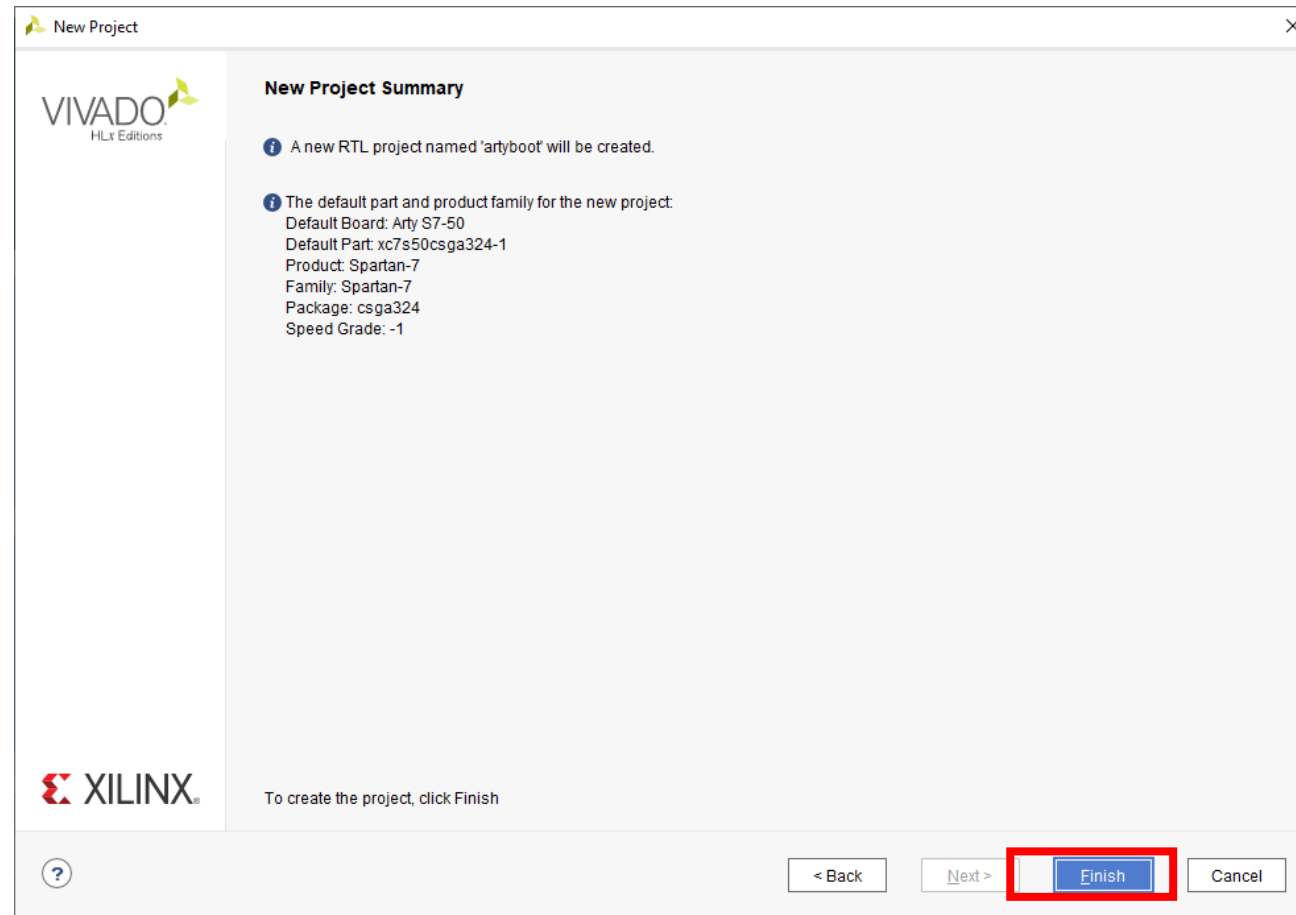 New Project
VIVADO.
HLx Editions
New Project Summary
A new RTL project named 'artyboot' will be created.
The default part and product family for the new project:
Default Board: Arty S7-50
Default Part: xc7s50csga324-1
Product: Spartan-7
Family: Spartan-7
Package: csga324
Speed Grade: -1
XILINX®
To create the project, click Finish
?
< Back
Next >
Finish
Cancel